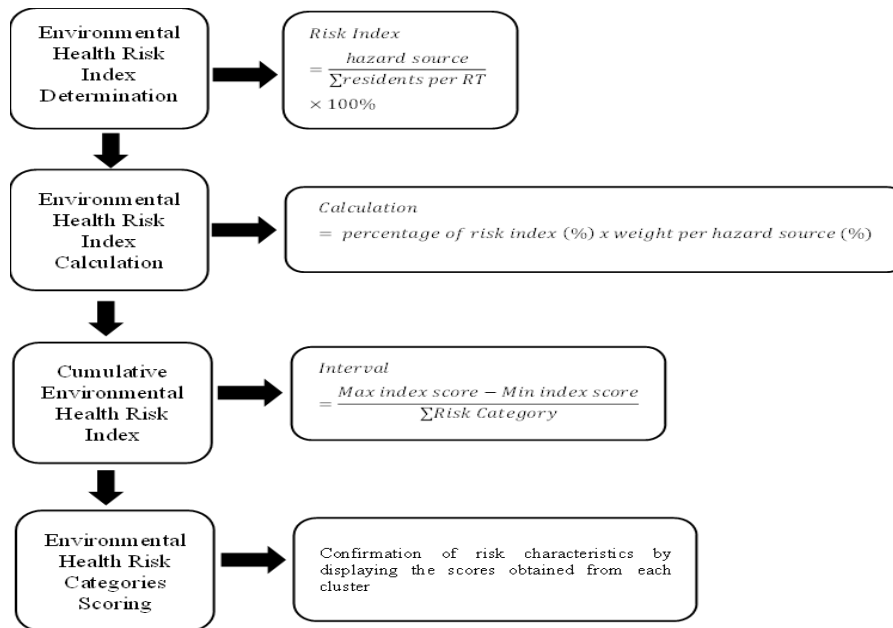 Environmental
Health Risk
Index
Determination
Risk Index
= hazard source / ∑residents per RT
× 100%
Environmental
Health Risk
Index
Calculation
Calculation
= percentage of risk index (%) x weight per hazard source (%)
Cumulative
Environmental
Health Risk
Index
Interval
= Max index score − Min index score / ∑Risk Category
Environmental
Health Risk
Categories
Scoring
Confirmation of risk characteristics by
displaying the scores obtained from each
cluster